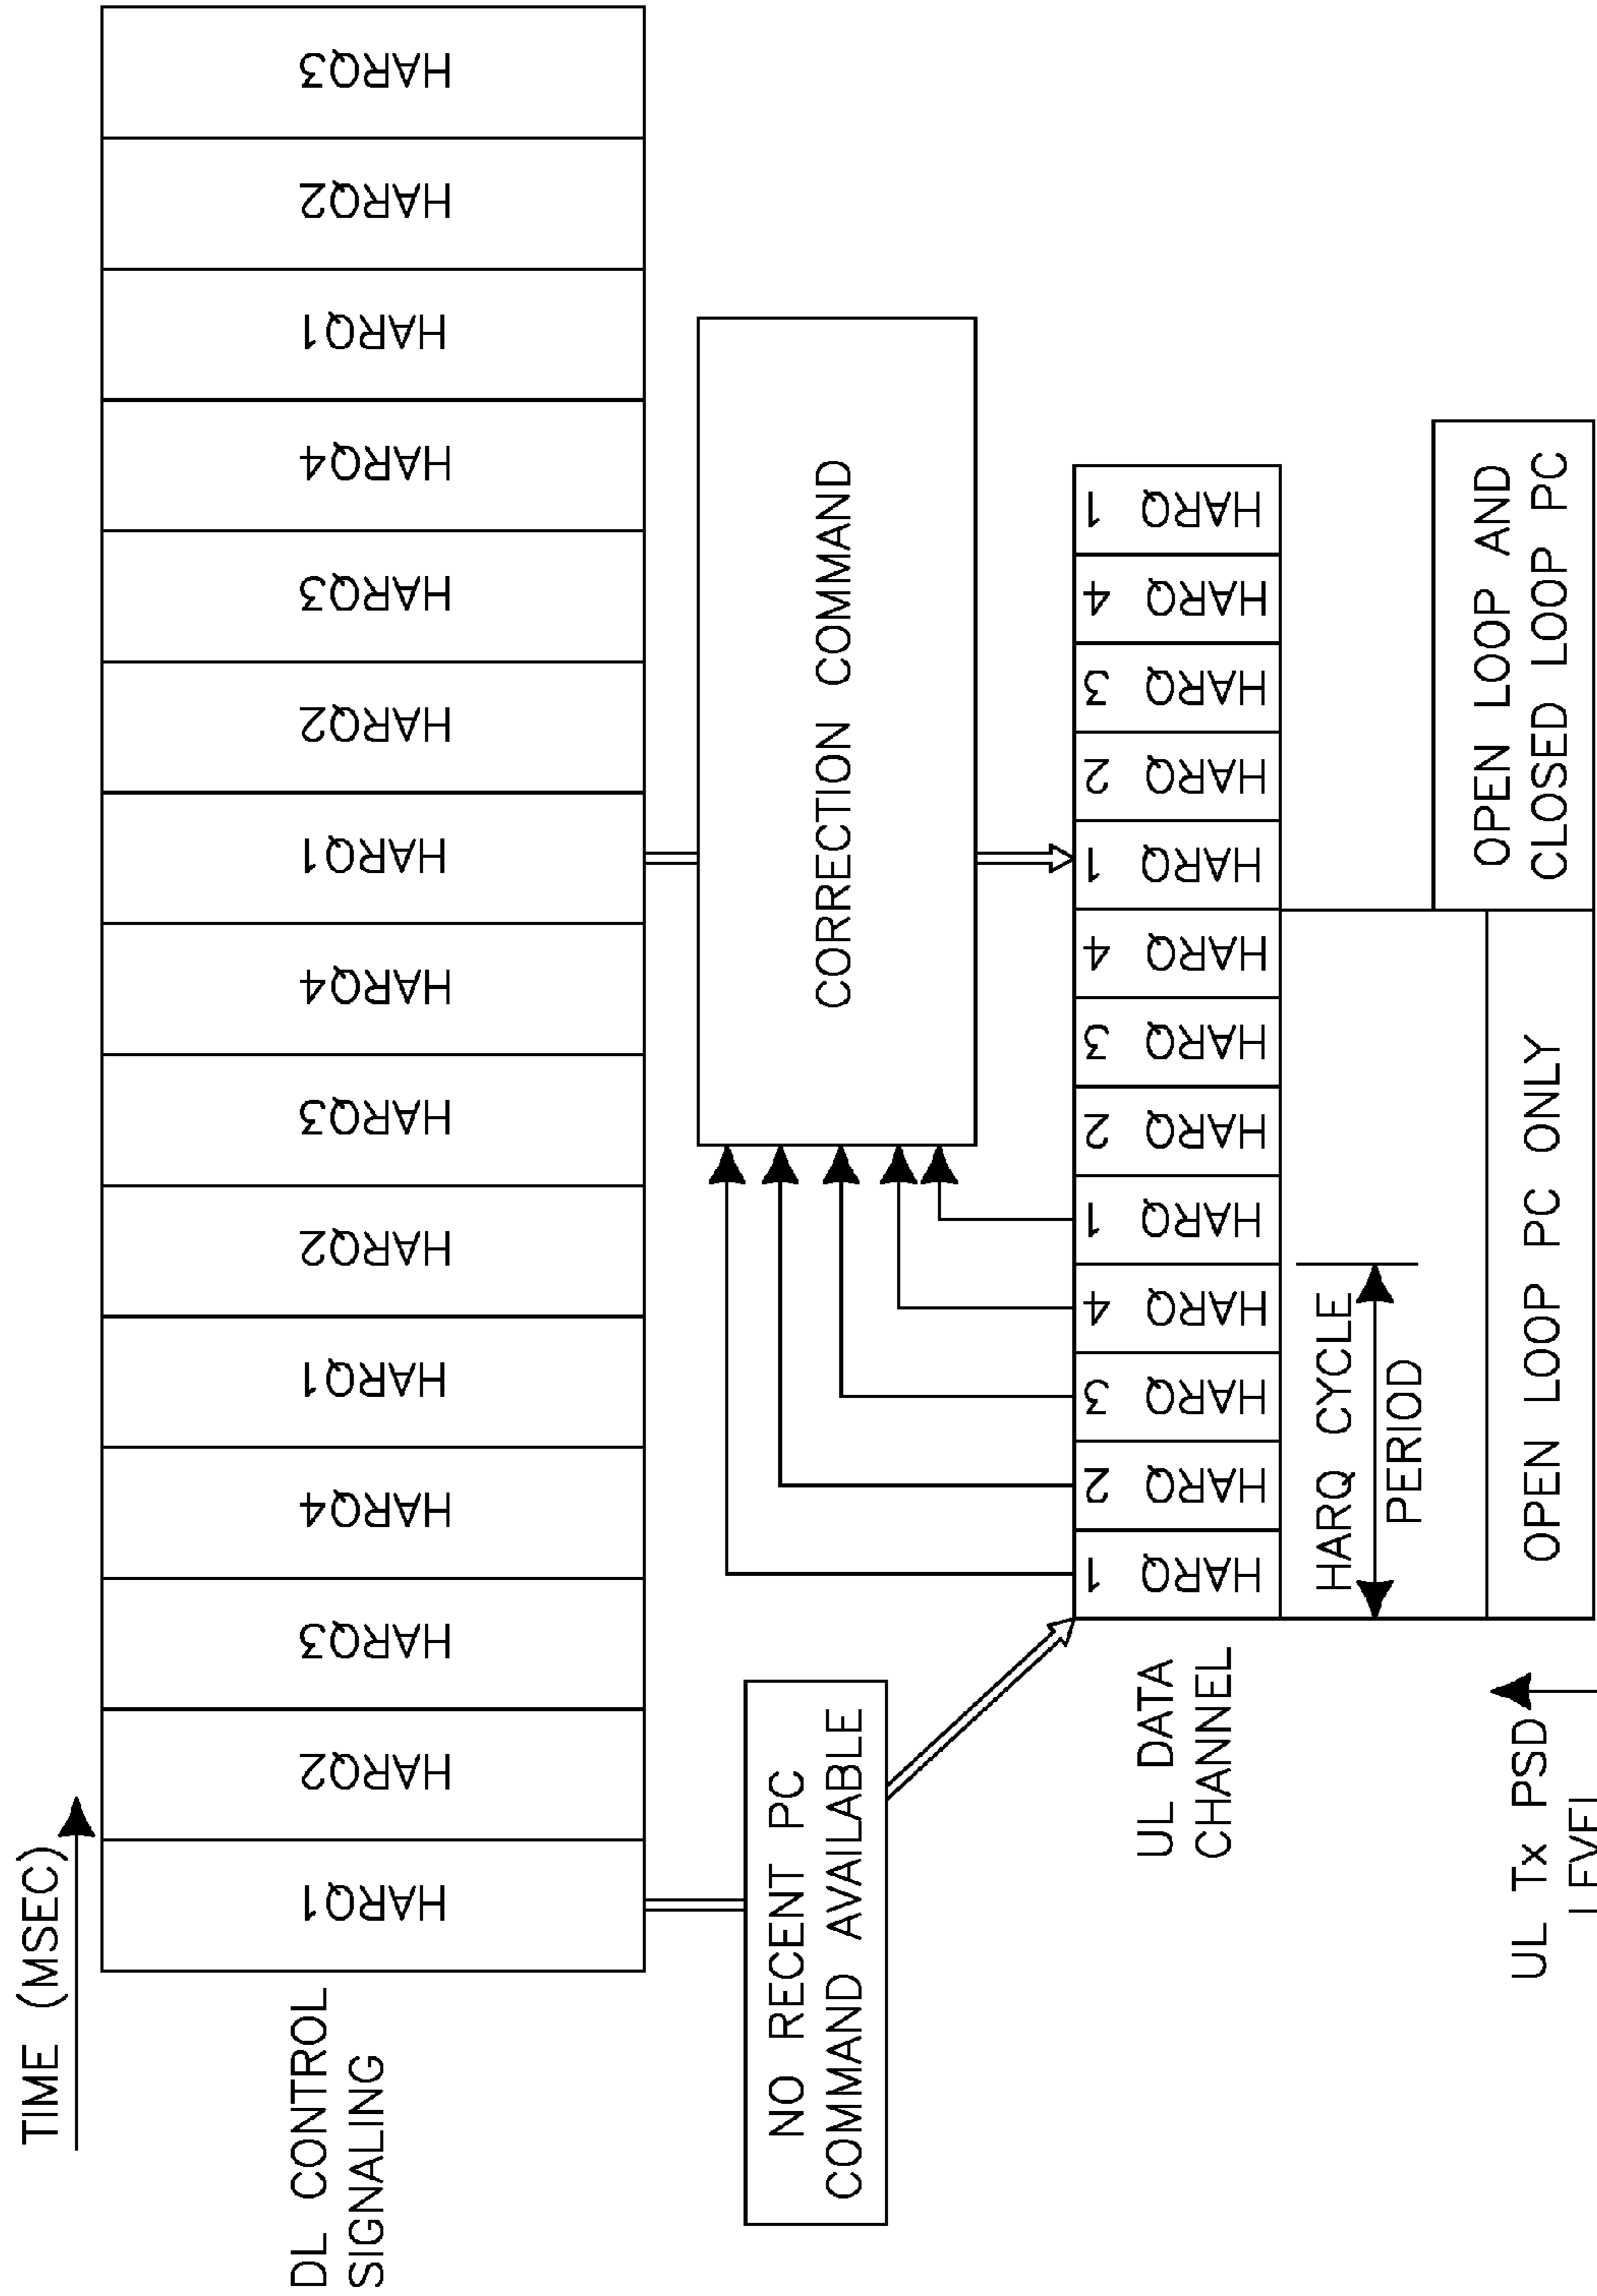 TIME (MSEC)
DL CONTROL
SIGNALING
HARQ1
HARQ2
HARQ3
HARQ4
HARQ1
HARQ2
HARQ3
HARQ4
HARQ1
HARQ2
HARQ3
HARQ4
HARQ1
HARQ2
HARQ3
NO RECENT PC
COMMAND AVAILABLE
CORRECTION COMMAND
UL DATA
CHANNEL
HARQ
1
HARQ
2
HARQ
3
HARQ
4
HARQ
1
HARQ
2
HARQ
3
HARQ
4
HARQ
1
HARQ
2
HARQ
3
HARQ
4
HARQ
1
HARQ CYCLE
PERIOD
UL Tx PSD
LEVEL
OPEN LOOP PC ONLY
OPEN LOOP AND
CLOSED LOOP PC